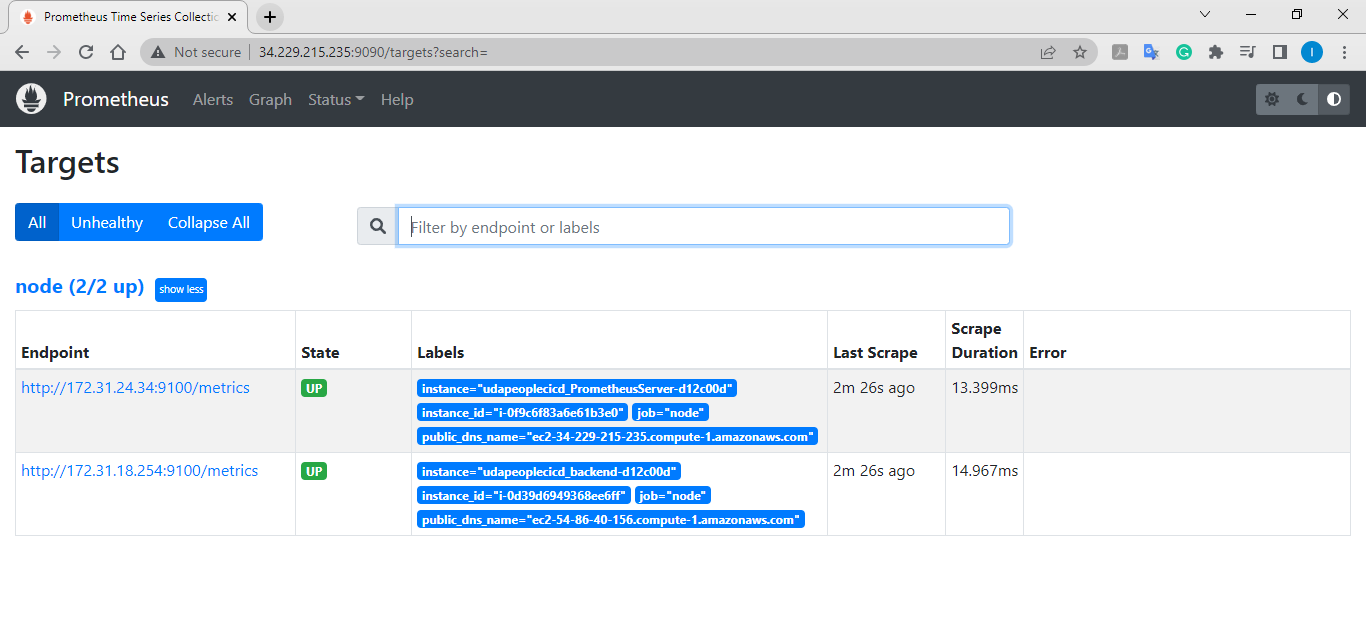 Prometheus Time Series Collectio
Not secure 34.229.215.235:9090/targets?search=
Prometheus Alerts Graph Status Help
Targets
All Unhealthy Collapse All
Filter by endpoint or labels
node (2/2 up) show less
Endpoint State Labels Last Scrape Scrape Duration Error
http://172.31.24.34:9100/metrics UP instance="udapeoplecicd_PrometheusServer-d12c00d" 2m 26s ago 13.399ms
instance_id="i-0f9c6f83a6e61b3e0" job="node"
public_dns_name="ec2-34-229-215-235.compute-1.amazonaws.com"
http://172.31.18.254:9100/metrics UP instance="udapeoplecicd_backend-d12c00d" 2m 26s ago 14.967ms
instance_id="i-0d39d6949368ee6ff" job="node"
public_dns_name="ec2-54-86-40-156.compute-1.amazonaws.com"